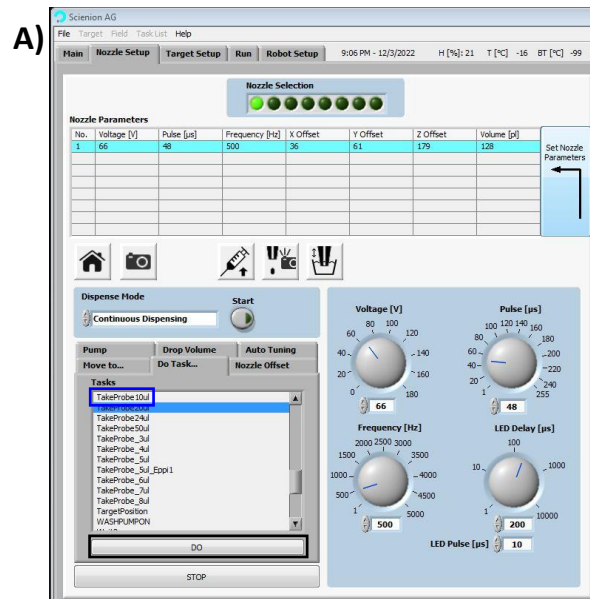 A)
Scienion AG
File Target Field Task List Help
Main Nozzle Setup Target Setup Run Robot Setup 9:06 PM - 12/3/2022 H [%]: 21 T [°C] -16 BT [°C] -99
Nozzle Selection
Nozzle Parameters
No. Voltage [V] Pulse [µs] Frequency [Hz] X Offset Y Offset Z Offset Volume [pl]
1 66 48 500 36 61 179 128
Set Nozzle
Parameters
Dispense Mode
Start
Continuous Dispensing
Pump Drop Volume Auto Tuning
Move to... Do Task... Nozzle Offset
Tasks
TakeProbe10ul
TakeProbe20ul
TakeProbe24ul
TakeProbe50ul
TakeProbe_3ul
TakeProbe_4ul
TakeProbe_5ul
TakeProbe_5ul_Eppi1
TakeProbe_6ul
TakeProbe_7ul
TakeProbe_8ul
TargetPosition
WASHPUMPON
DO
STOP
Voltage [V]
0 20 40 60 80 100 120 140 160 180
66
Pulse [µs]
1 20 40 60 80 100 120 140 160 180 200 220 240 255
48
Frequency [Hz]
1 500 1000 1500 2000 2500 3000 3500 4000 4500 5000
500
LED Delay [µs]
1 10 100 1000 10000
200
LED Pulse [µs] 10